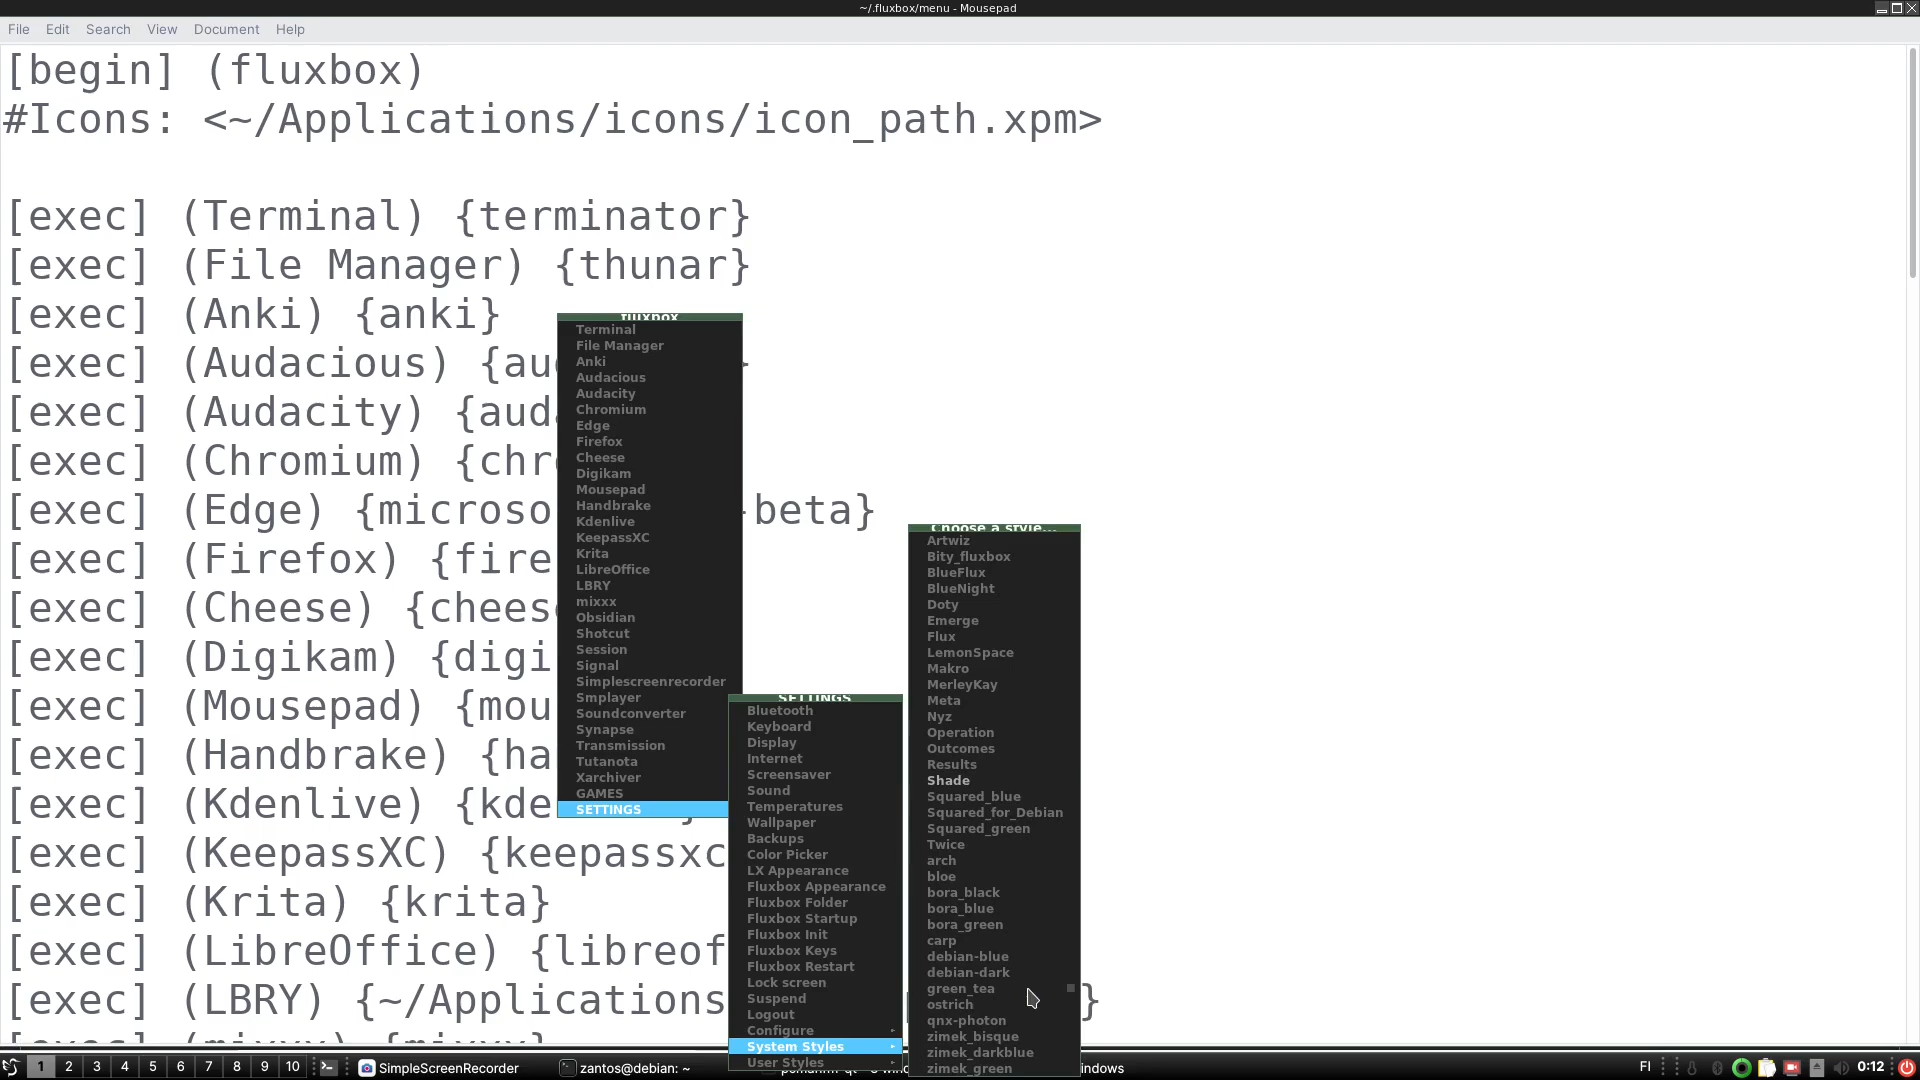 ~/.fluxbox/menu - Mousepad
File Edit Search View Document Help
[begin] (fluxbox)
#Icons: <~/Applications/icons/icon_path.xpm>
[exec] (Terminal) {terminator}
[exec] (File Manager) {thunar}
[exec] (Anki) {anki}
[exec] (Audacious) {au
[exec] (Audacity) {aud
[exec] (Chromium) {chr
[exec] (Edge) {microso -beta}
[exec] (Firefox) {fire
[exec] (Cheese) {chees
[exec] (Digikam) {digi
[exec] (Mousepad) {mou
[exec] (Handbrake) {ha
[exec] (Kdenlive) {kde }
[exec] (KeepassXC) {keepassxc
[exec] (Krita) {krita}
[exec] (LibreOffice) {libreof
[exec] (LBRY) {~/Applications }
[exec] (mixxx) {mixxx}
fluxbox
Terminal
File Manager
Anki
Audacious
Audacity
Chromium
Edge
Firefox
Cheese
Digikam
Mousepad
Handbrake
Kdenlive
KeepassXC
Krita
LibreOffice
LBRY
mixxx
Obsidian
Shotcut
Session
Signal
Simplescreenrecorder
Smplayer
Soundconverter
Synapse
Transmission
Tutanota
Xarchiver
GAMES
SETTINGS
SETTINGS
Bluetooth
Keyboard
Display
Internet
Screensaver
Sound
Temperatures
Wallpaper
Backups
Color Picker
LX Appearance
Fluxbox Appearance
Fluxbox Folder
Fluxbox Startup
Fluxbox Init
Fluxbox Keys
Fluxbox Restart
Lock screen
Suspend
Logout
Configure
System Styles
User Styles
Choose a style...
Artwiz
Bity_fluxbox
BlueFlux
BlueNight
Doty
Emerge
Flux
LemonSpace
Makro
MerleyKay
Meta
Nyz
Operation
Outcomes
Results
Shade
Squared_blue
Squared_for_Debian
Squared_green
Twice
arch
bloe
bora_black
bora_blue
bora_green
carp
debian-blue
debian-dark
green_tea
ostrich
qnx-photon
zimek_bisque
zimek_darkblue
zimek_green
1 2 3 4 5 6 7 8 9 10 SimpleScreenRecorder zantos@debian: ~ indows FI 0:12